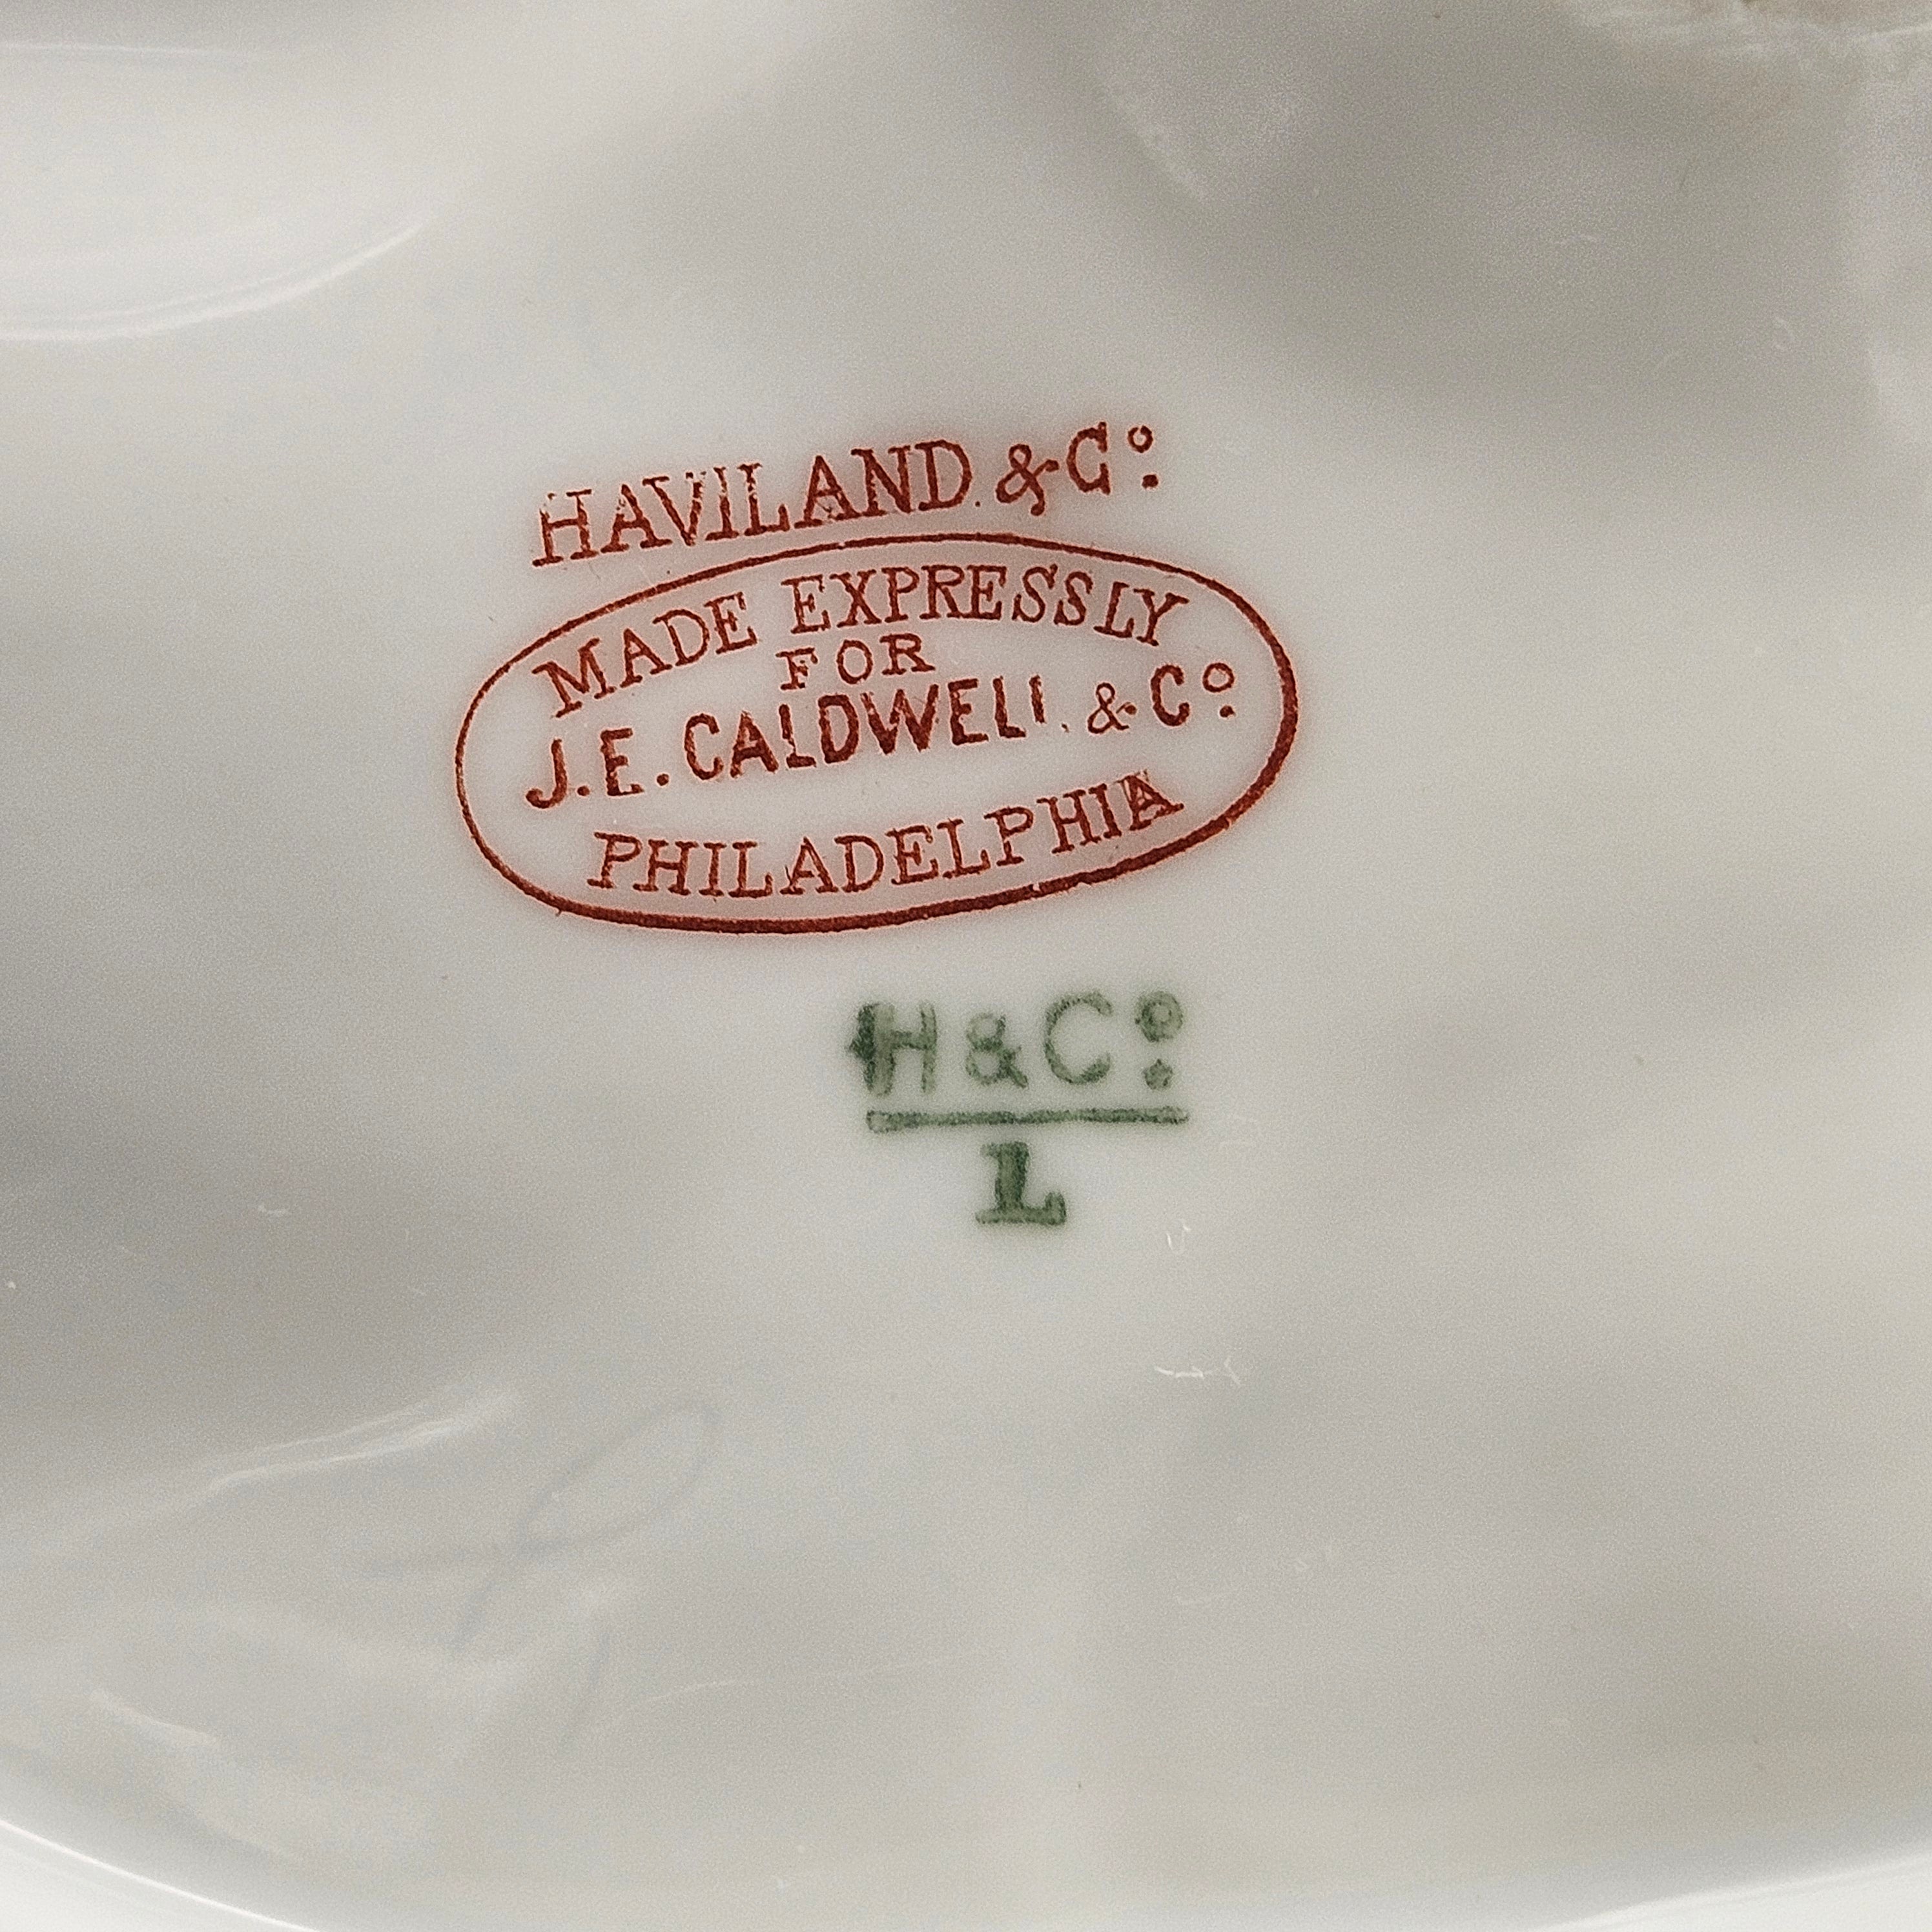 HAVILAND & Cº.
MADE EXPRESSLY
FOR
J.E. CALDWELL & Cº.
PHILADELPHIA
H & Cº.
L